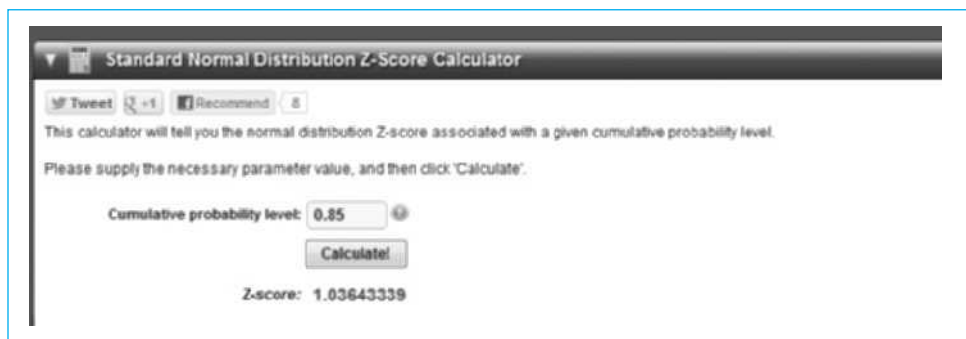 Standard Normal Distribution Z-Score Calculator
Tweet +1 Recommend 8
This calculator will tell you the normal distribution Z-score associated with a given cumulative probability level.
Please supply the necessary parameter value, and then click 'Calculate'.
Cumulative probability level: 0.85 ?
Calculate!
Z-score: 1.03643339